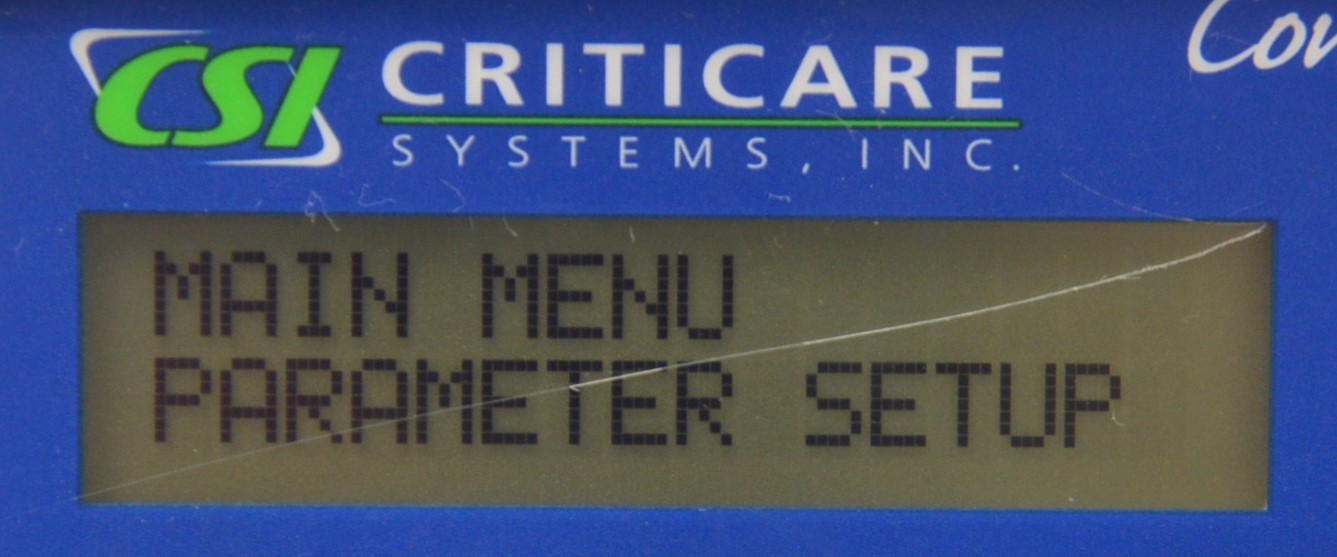 CSI
CRITICARE
SYSTEMS, INC.
MAIN MENU
PARAMETER SETUP